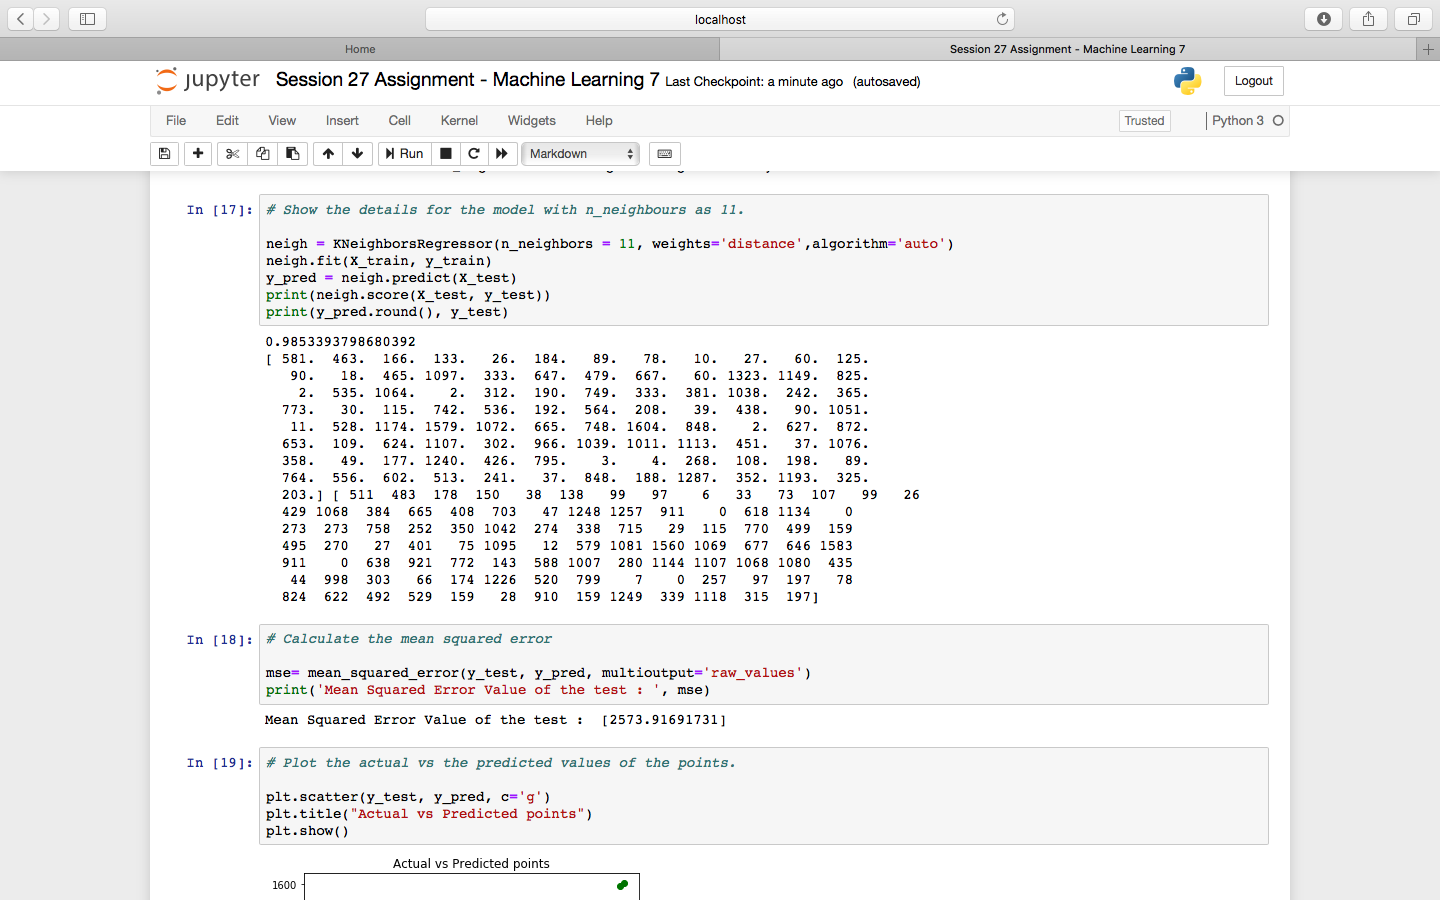 localhost
Home
Session 27 Assignment - Machine Learning 7
jupyter Session 27 Assignment - Machine Learning 7 Last Checkpoint: a minute ago (autosaved)
Logout
File Edit View Insert Cell Kernel Widgets Help
Trusted
Python 3
Run
Markdown
In [17]:
# Show the details for the model with n_neighbours as 11.
neigh = KNeighborsRegressor(n_neighbors = 11, weights='distance',algorithm='auto')
neigh.fit(X_train, y_train)
y_pred = neigh.predict(X_test)
print(neigh.score(X_test, y_test))
print(y_pred.round(), y_test)
0.9853393798680392
[ 581. 463. 166. 133. 26. 184. 89. 78. 10. 27. 60. 125.
90. 18. 465. 1097. 333. 647. 479. 667. 60. 1323. 1149. 825.
2. 535. 1064. 2. 312. 190. 749. 333. 381. 1038. 242. 365.
773. 30. 115. 742. 536. 192. 564. 208. 39. 438. 90. 1051.
11. 528. 1174. 1579. 1072. 665. 748. 1604. 848. 2. 627. 872.
653. 109. 624. 1107. 302. 966. 1039. 1011. 1113. 451. 37. 1076.
358. 49. 177. 1240. 426. 795. 3. 4. 268. 108. 198. 89.
764. 556. 602. 513. 241. 37. 848. 188. 1287. 352. 1193. 325.
203.] [ 511 483 178 150 38 138 99 97 6 33 73 107 99 26
429 1068 384 665 408 703 47 1248 1257 911 0 618 1134 0
273 273 758 252 350 1042 274 338 715 29 115 770 499 159
495 270 27 401 75 1095 12 579 1081 1560 1069 677 646 1583
911 0 638 921 772 143 588 1007 280 1144 1107 1068 1080 435
44 998 303 66 174 1226 520 799 7 0 257 97 197 78
824 622 492 529 159 28 910 159 1249 339 1118 315 197]
In [18]:
# Calculate the mean squared error
mse= mean_squared_error(y_test, y_pred, multioutput='raw_values')
print('Mean Squared Error Value of the test : ', mse)
Mean Squared Error Value of the test : [2573.91691731]
In [19]:
# Plot the actual vs the predicted values of the points.
plt.scatter(y_test, y_pred, c='g')
plt.title("Actual vs Predicted points")
plt.show()
Actual vs Predicted points
1600